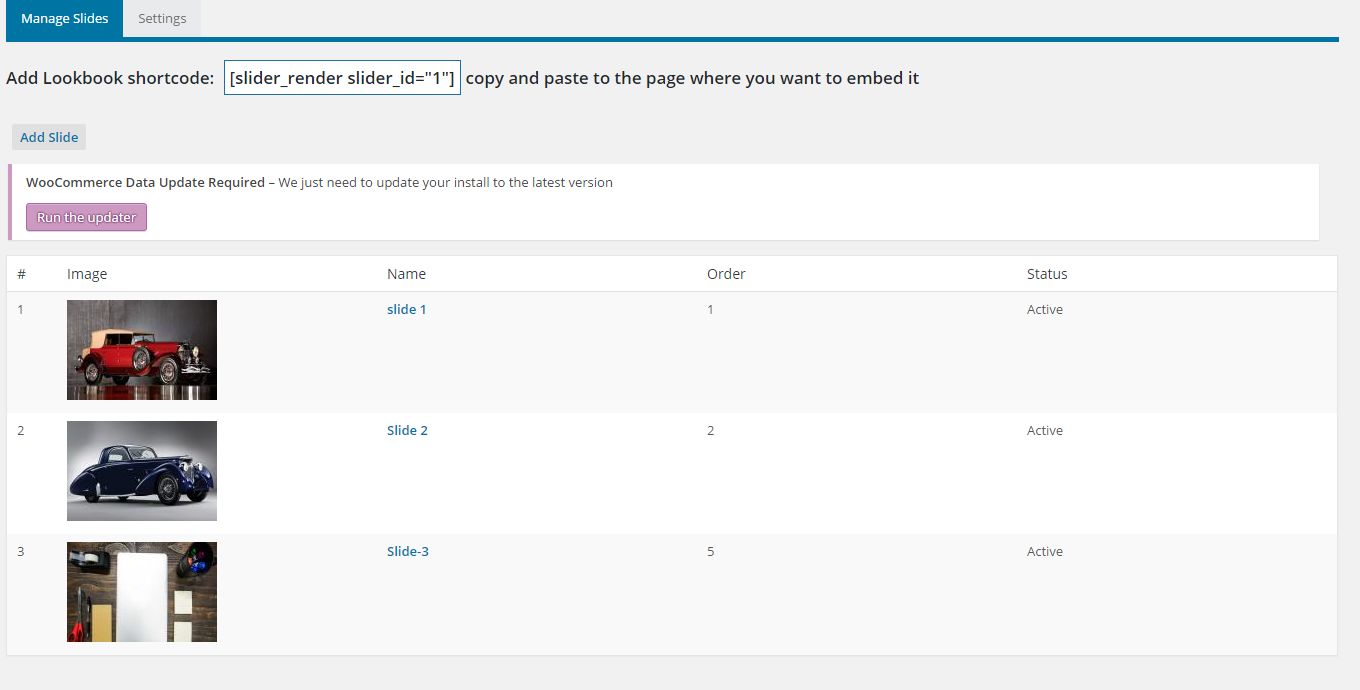 Manage Slides Settings
Add Lookbook shortcode: [slider_render slider_id="1"] copy and paste to the page where you want to embed it
Add Slide
WooCommerce Data Update Required – We just need to update your install to the latest version
Run the updater
# Image Name Order Status
1 slide 1 1 Active
2 Slide 2 2 Active
3 Slide-3 5 Active